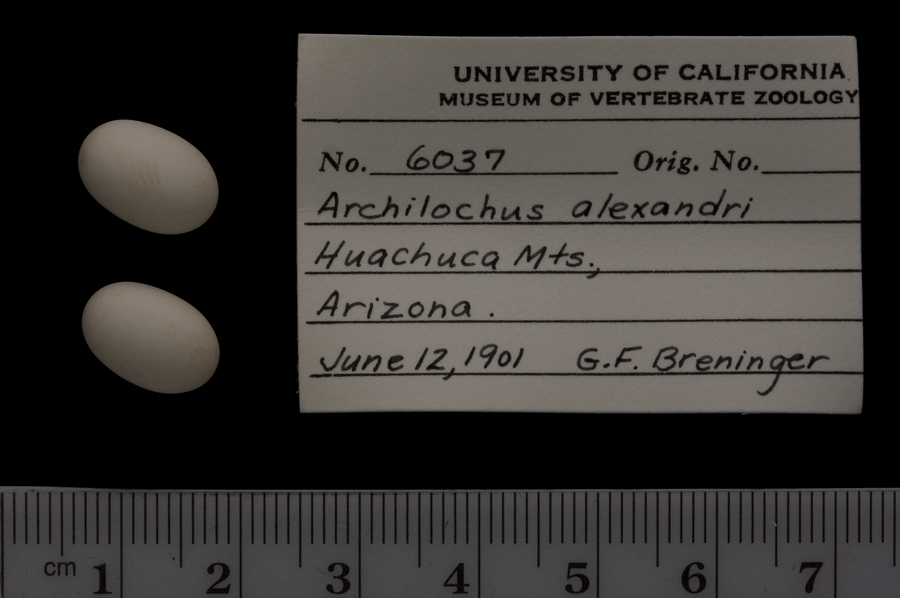 UNIVERSITY OF CALIFORNIA
MUSEUM OF VERTEBRATE ZOOLOGY
No. 6037 Orig. No.
Archilochus alexandri
Huachuca Mts.,
Arizona.
June 12, 1901 G.F. Breninger
cm 1 2 3 4 5 6 7